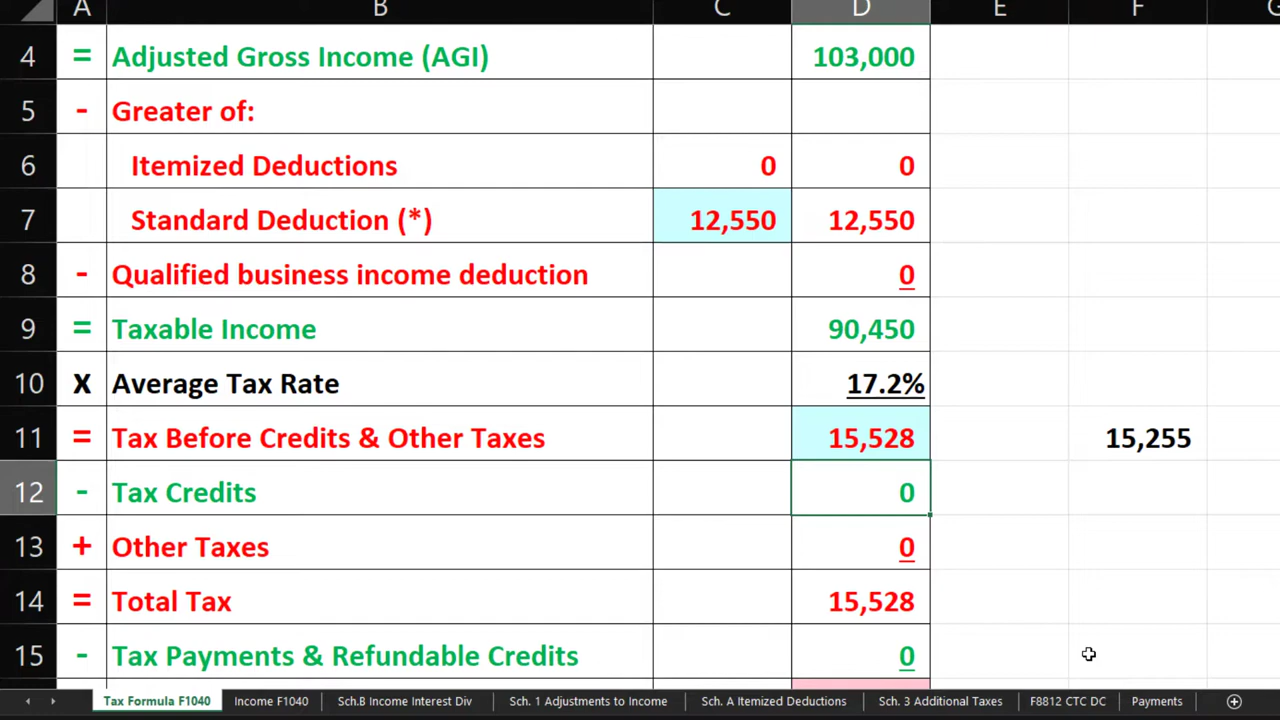 A B C D E F G
4 = Adjusted Gross Income (AGI) 103,000
5 - Greater of:
6 Itemized Deductions 0 0
7 Standard Deduction (*) 12,550 12,550
8 - Qualified business income deduction 0
9 = Taxable Income 90,450
10 X Average Tax Rate 17.2%
11 = Tax Before Credits & Other Taxes 15,528 15,255
12 - Tax Credits 0
13 + Other Taxes 0
14 = Total Tax 15,528
15 - Tax Payments & Refundable Credits 0
Tax Formula F1040 Income F1040 Sch.B Income Interest Div Sch. 1 Adjustments to Income Sch. A Itemized Deductions Sch. 3 Additional Taxes F8812 CTC DC Payments